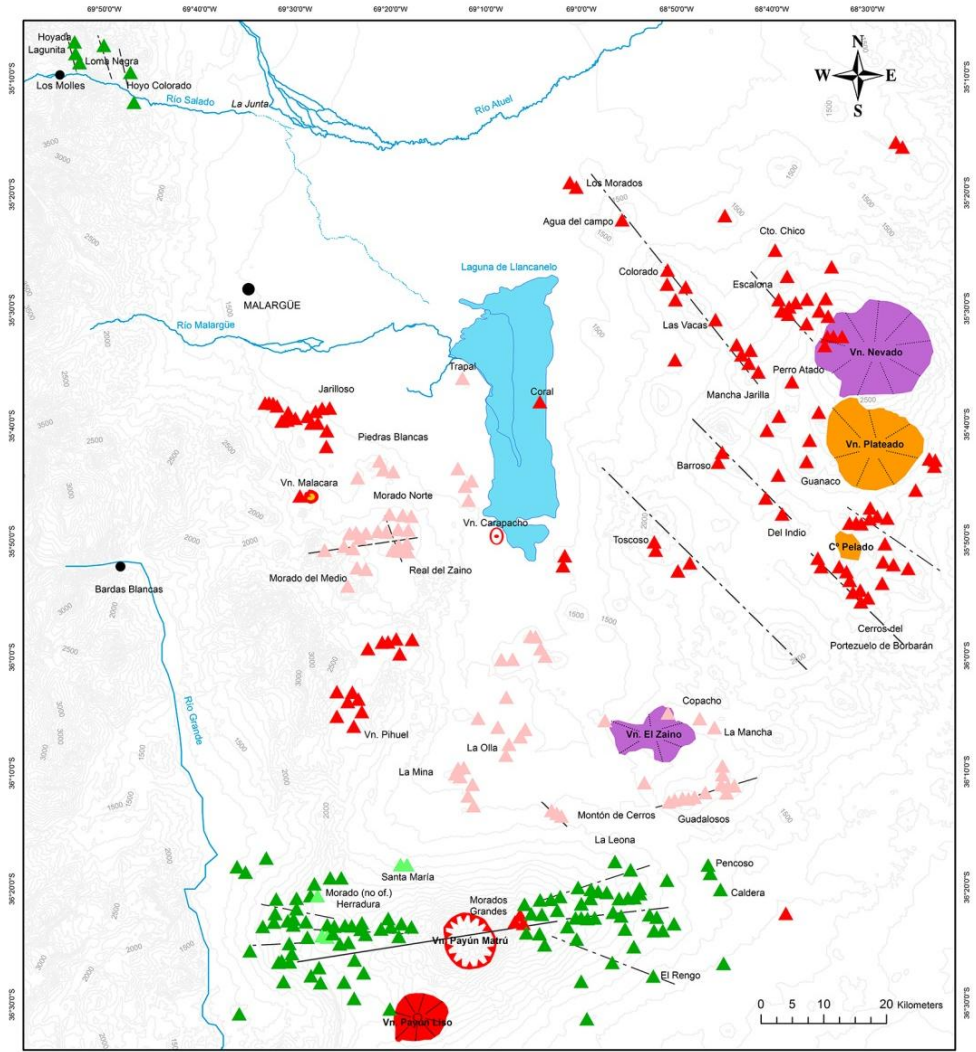 69°50'0"W 69°40'0"W 69°30'0"W 69°20'0"W 69°10'0"W 69°0'0"W 68°50'0"W 68°40'0"W 68°30'0"W
Hoyada
Lagunita
Loma Negra
Los Molles
Hoyo Colorado
Río Salado
La Junta
Río Atuel
N
W E
S
35°10'0"S
35°20'0"S
Los Morados
Agua del campo
Cto. Chico
Laguna de Llancanelo
Colorado
Escalona
MALARGÜE
35°30'0"S
Río Malargüe
Las Vacas
Vn. Nevado
Trapal
Perro Atado
Coral
Mancha Jarilla
Jarilloso
35°40'0"S
Piedras Blancas
Vn. Plateado
Barroso
Guanaco
Vn. Malacara
Morado Norte
Vn. Carapacho
Del Indio
35°50'0"S
Toscoso
Cº Pelado
Real del Zaino
Morado del Medio
Bardas Blancas
Cerros del
Portezuelo de Borbarán
36°0'0"S
Río Grande
Copacho
Vn. Pihuel
La Olla
Vn. El Zaino
La Mancha
36°10'0"S
La Mina
Montón de Cerros
Guadalosos
La Leona
Pencoso
Santa María
36°20'0"S
Morado (no of.)
Herradura
Morados
Grandes
Caldera
Vn. Payún Matrú
El Rengo
36°30'0"S
Vn. Payún Liso
0 5 10 20 Kilometers